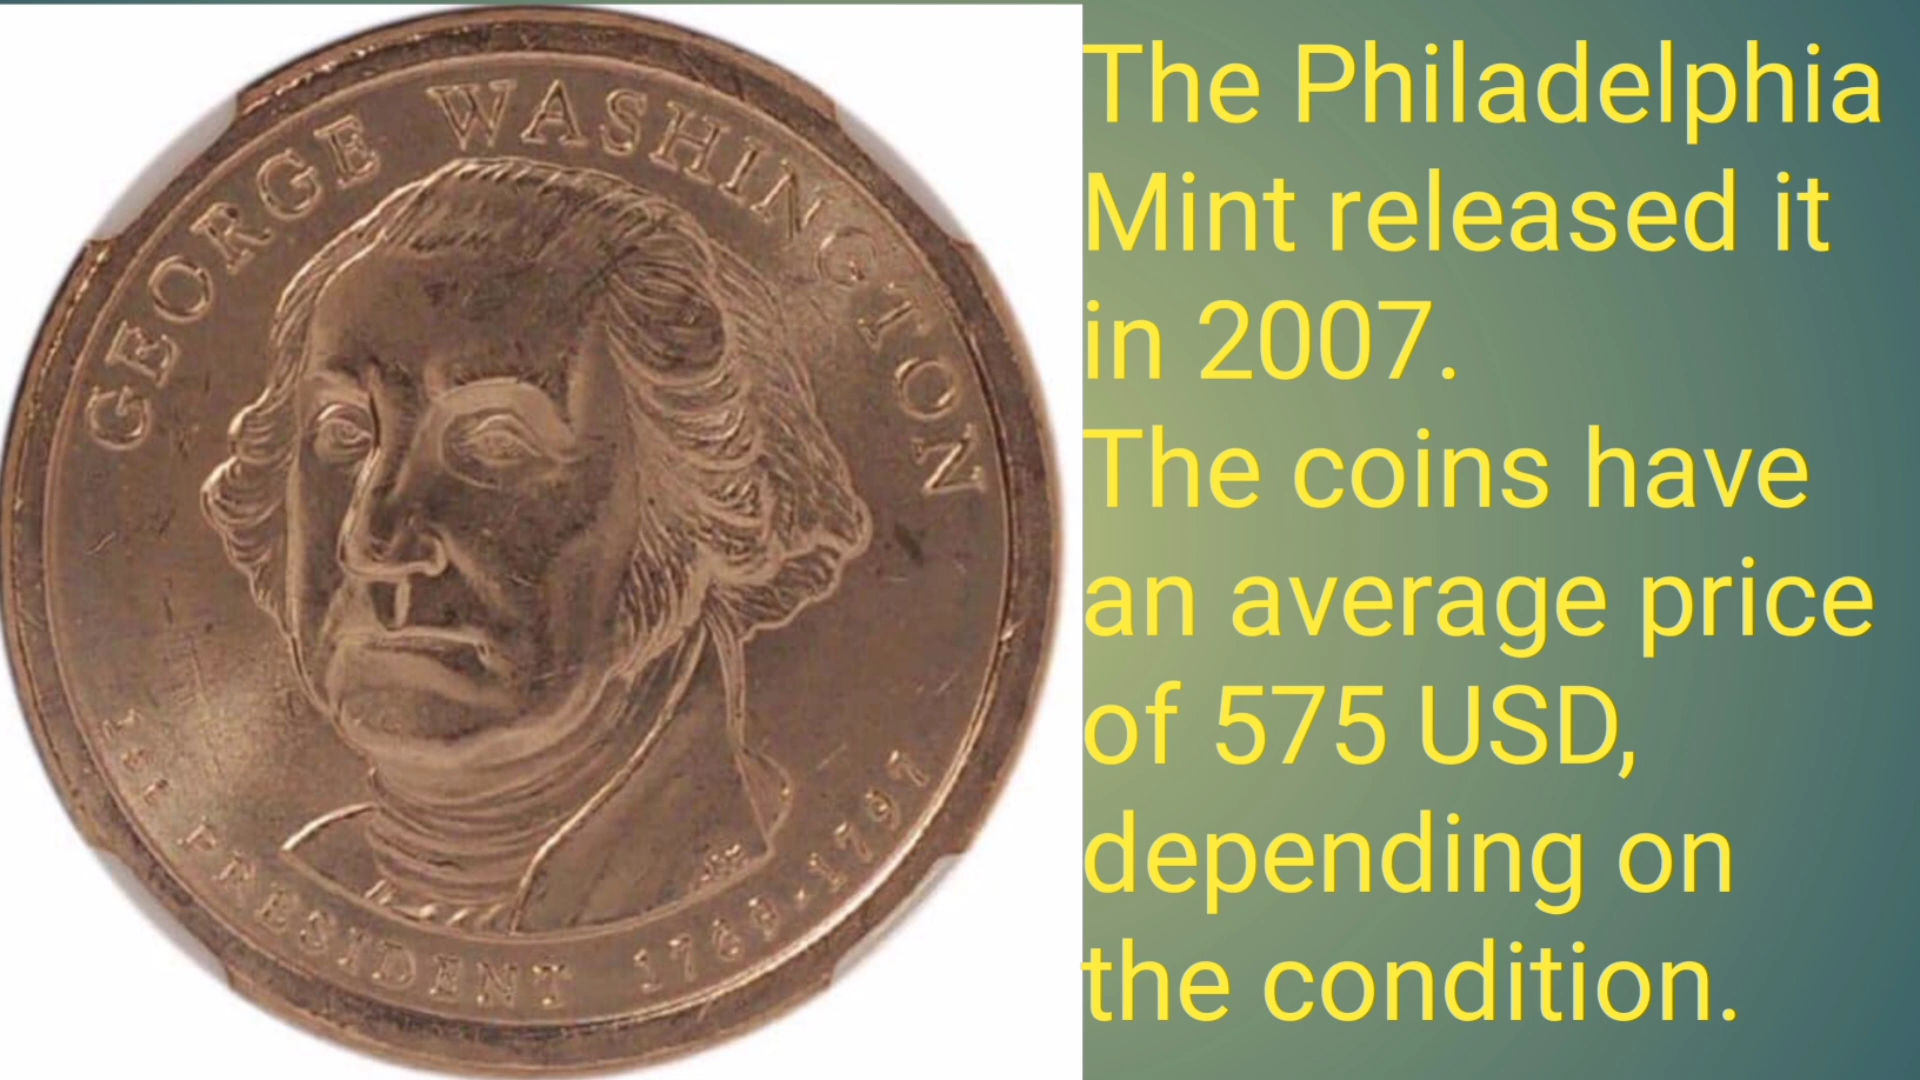 GEORGE WASHINGTON
1st PRESIDENT 1789-1797
The Philadelphia
Mint released it
in 2007.
The coins have
an average price
of 575 USD,
depending on
the condition.